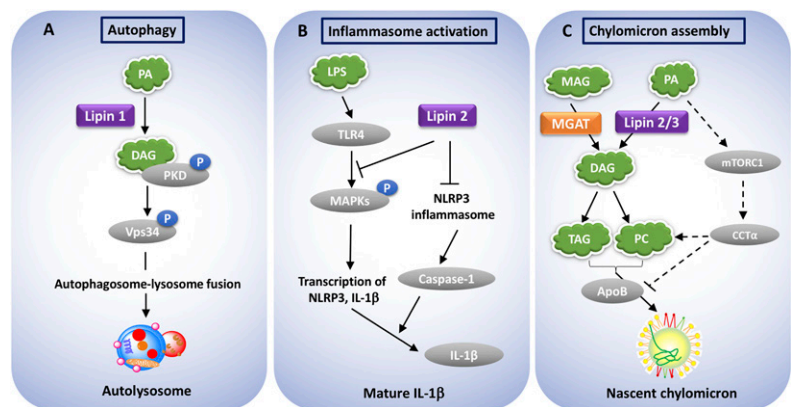 A
Autophagy
PA
Lipin 1
DAG
P
PKD
P
Vps34
Autophagosome-lysosome fusion
Autolysosome
B
Inflammasome activation
LPS
Lipin 2
TLR4
P
MAPKs
NLRP3
inflammasome
Transcription of
NLRP3, IL-1β
Caspase-1
IL-1β
Mature IL-1β
C
Chylomicron assembly
MAG
PA
MGAT
Lipin 2/3
mTORC1
DAG
TAG
PC
CCTα
ApoB
Nascent chylomicron